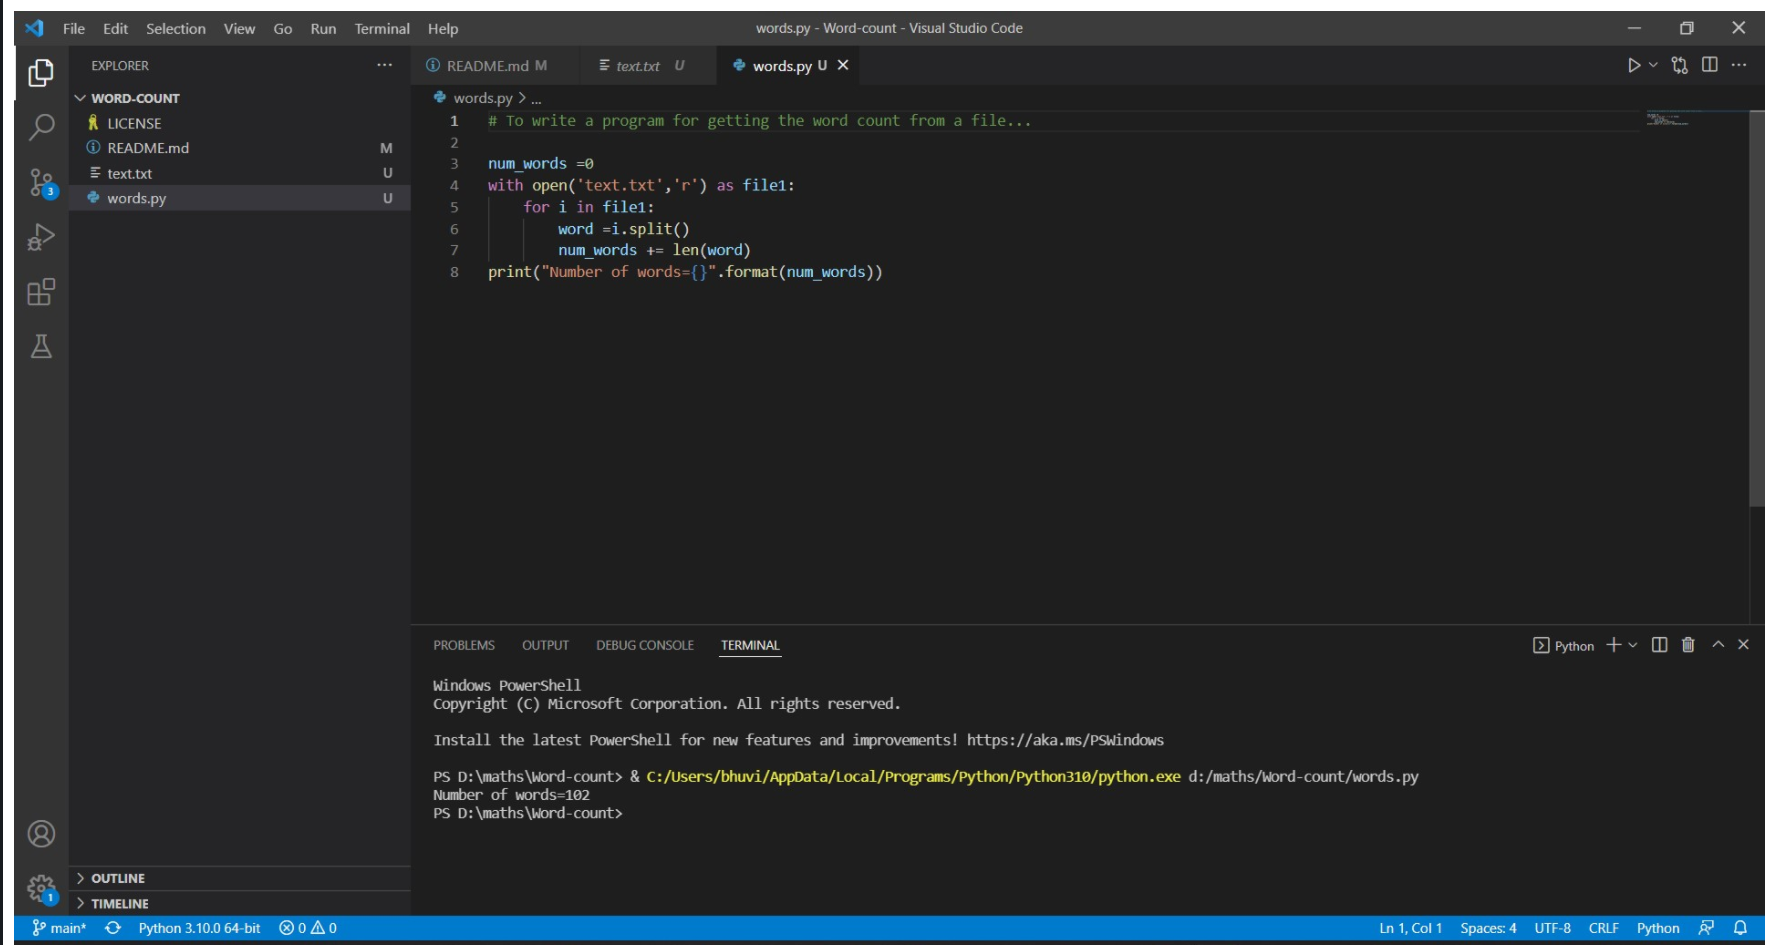 File Edit Selection View Go Run Terminal Help
words.py - Word-count - Visual Studio Code
EXPLORER
WORD-COUNT
LICENSE
README.md M
text.txt U
words.py U
OUTLINE
TIMELINE
README.md M
text.txt U
words.py U
words.py > ...
1 # To write a program for getting the word count from a file...
2
3 num_words =0
4 with open('text.txt','r') as file1:
5     for i in file1:
6         word =i.split()
7         num_words += len(word)
8 print("Number of words={}".format(num_words))
PROBLEMS OUTPUT DEBUG CONSOLE TERMINAL
Python
Windows PowerShell
Copyright (C) Microsoft Corporation. All rights reserved.
Install the latest PowerShell for new features and improvements! https://aka.ms/PSWindows
PS D:\maths\Word-count> & C:/Users/bhuvi/AppData/Local/Programs/Python/Python310/python.exe d:/maths/Word-count/words.py
Number of words=102
PS D:\maths\Word-count>
3
1
main* Python 3.10.0 64-bit 0 0
Ln 1, Col 1 Spaces: 4 UTF-8 CRLF Python